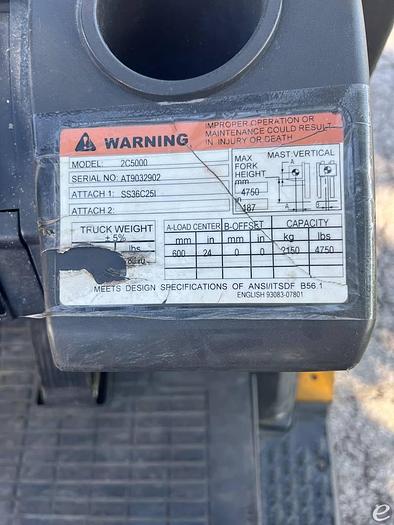 WARNING
IMPROPER OPERATION OR
MAINTENANCE COULD RESULT
IN INJURY OR DEATH
MODEL: 2C5000
SERIAL NO: AT9032902
ATTACH 1: SS36C25I
ATTACH 2:
MAX
FORK
HEIGHT
mm
4750
in
187
MAST:VERTICAL
A
B
TRUCK WEIGHT
± 5%
lbs
A-LOAD CENTER B-OFFSET CAPACITY
mm in mm in kg lbs
600 24 0 0 2150 4750
MEETS DESIGN SPECIFICATIONS OF ANSI/ITSDF B56.1
ENGLISH 93083-07801
e